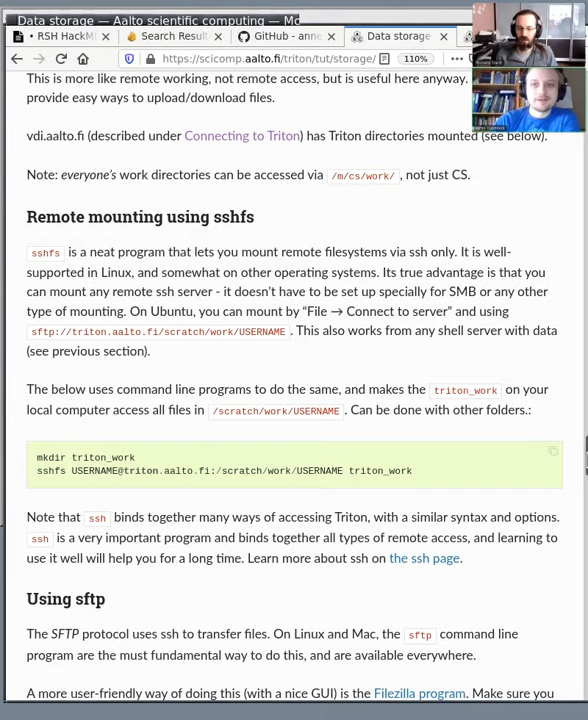 Data storage — Aalto scientific computing — Mo
• RSH HackM
Search Result
GitHub - anne
Data storage
https://scicomp.aalto.fi/triton/tut/storage/
110%
This is more like remote working, not remote access, but is useful here anyway.
provide easy ways to upload/download files.
vdi.aalto.fi (described under Connecting to Triton) has Triton directories mounted (see below).
Note: everyone's work directories can be accessed via /m/cs/work/ , not just CS.
Remote mounting using sshfs
sshfs is a neat program that lets you mount remote filesystems via ssh only. It is well-
supported in Linux, and somewhat on other operating systems. Its true advantage is that you
can mount any remote ssh server - it doesn't have to be set up specially for SMB or any other
type of mounting. On Ubuntu, you can mount by "File → Connect to server" and using
sftp://triton.aalto.fi/scratch/work/USERNAME . This also works from any shell server with data
(see previous section).
The below uses command line programs to do the same, and makes the triton_work on your
local computer access all files in /scratch/work/USERNAME . Can be done with other folders.:
mkdir triton_work
sshfs USERNAME@triton.aalto.fi:/scratch/work/USERNAME triton_work
Note that ssh binds together many ways of accessing Triton, with a similar syntax and options.
ssh is a very important program and binds together all types of remote access, and learning to
use it well will help you for a long time. Learn more about ssh on the ssh page.
Using sftp
The SFTP protocol uses ssh to transfer files. On Linux and Mac, the sftp command line
program are the must fundamental way to do this, and are available everywhere.
A more user-friendly way of doing this (with a nice GUI) is the Filezilla program. Make sure you